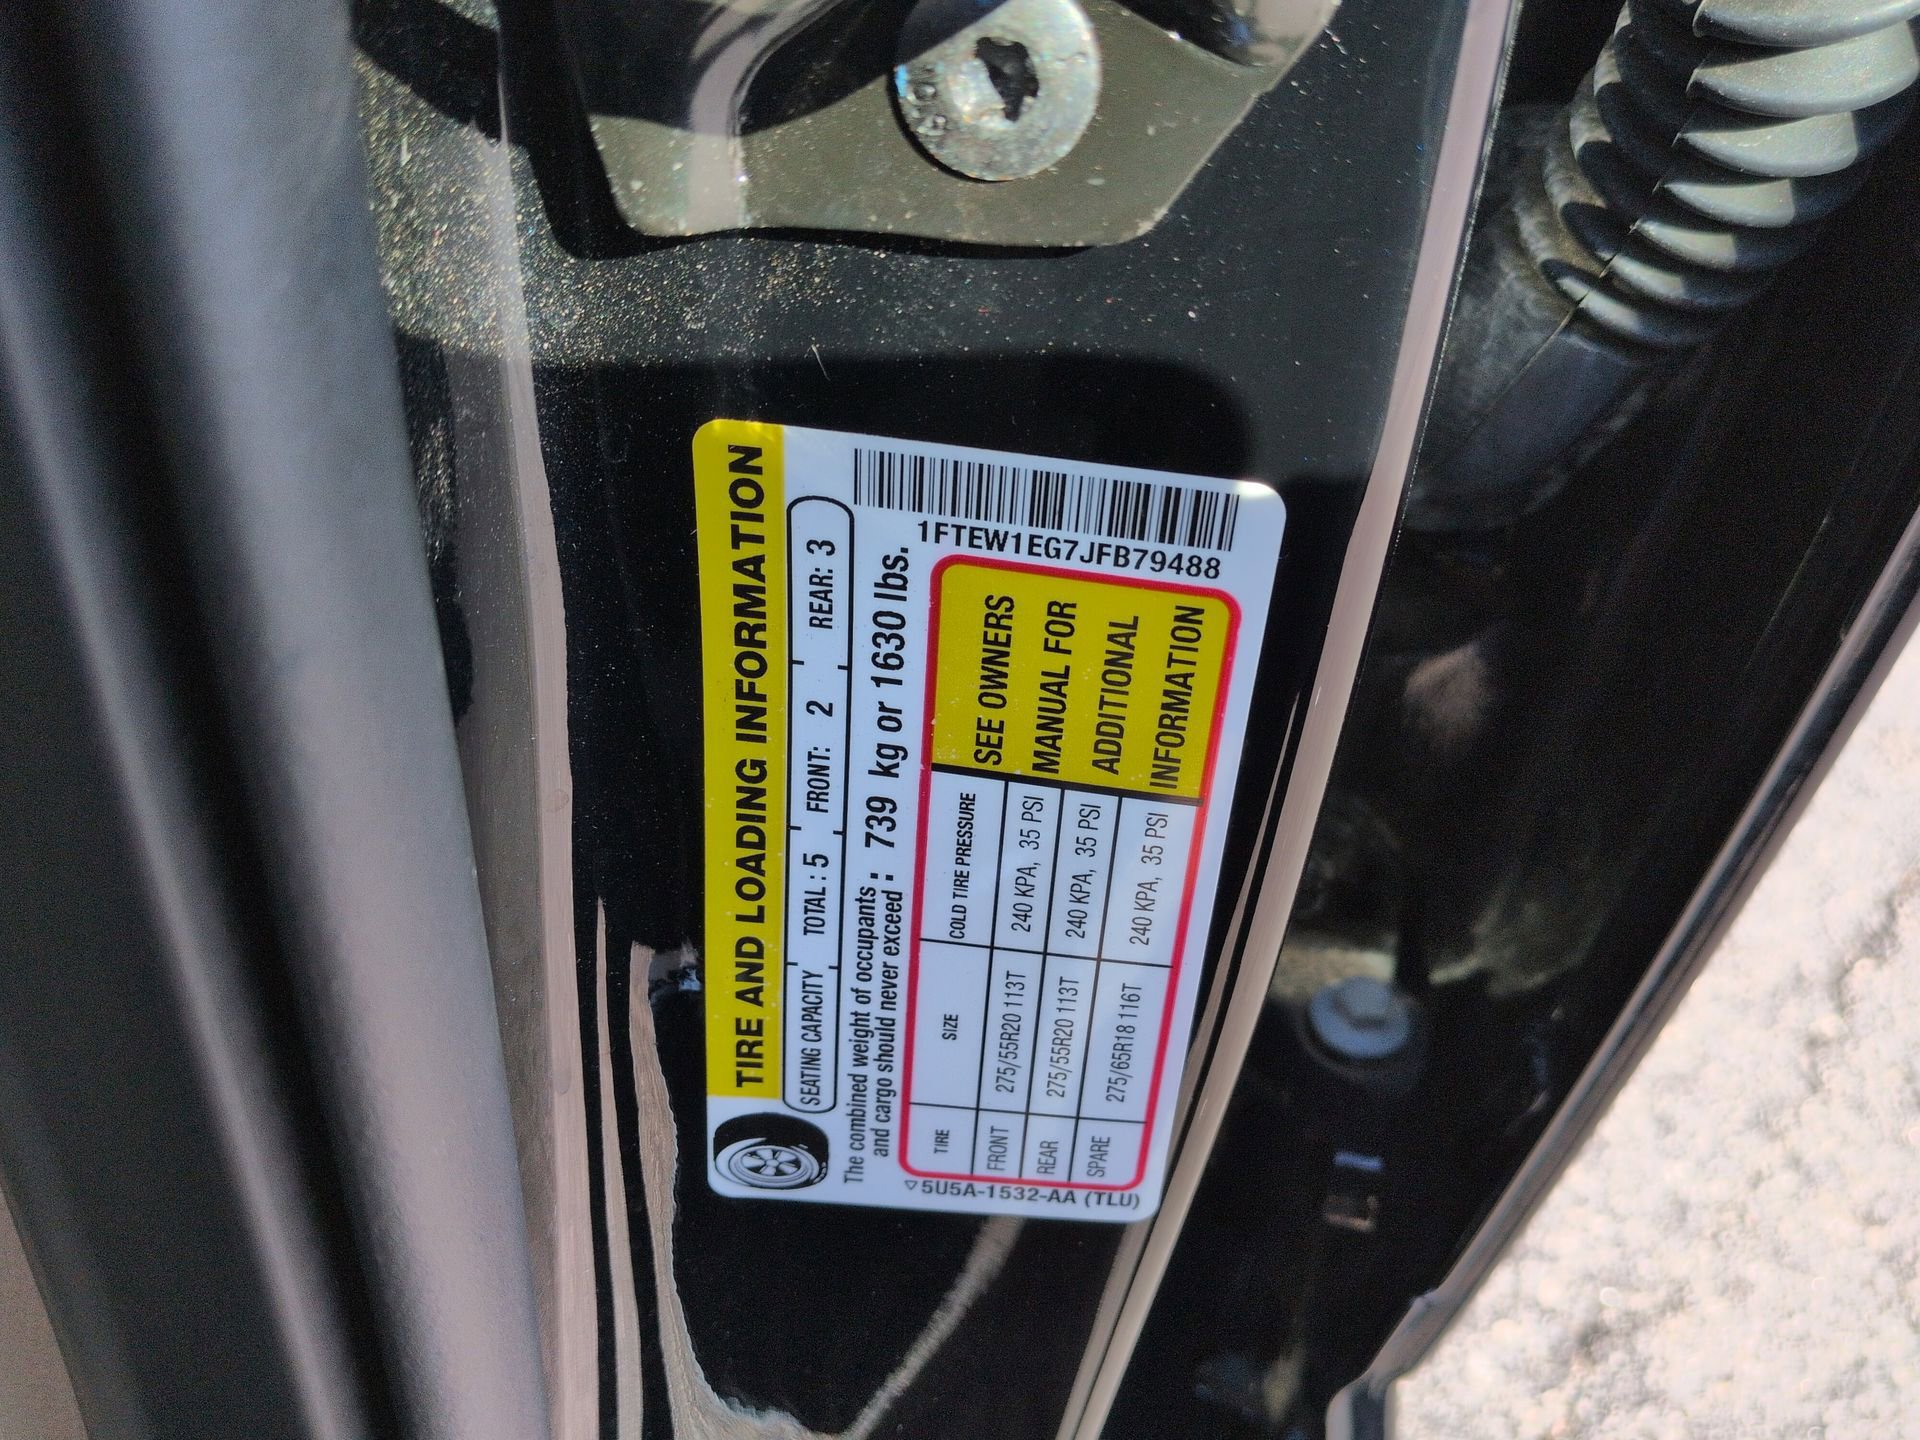 TIRE AND LOADING INFORMATION
SEATING CAPACITY TOTAL : 5 FRONT: 2 REAR: 3
The combined weight of occupants
and cargo should never exceed : 739 kg or 1630 lbs.
TIRE SIZE COLD TIRE PRESSURE
FRONT 275/55R20 113T 240 KPA, 35 PSI
REAR 275/55R20 113T 240 KPA, 35 PSI
SPARE 275/65R18 116T 240 KPA, 35 PSI
SEE OWNERS
MANUAL FOR
ADDITIONAL
INFORMATION
5U5A-1532-AA (TLU)
1FTEW1EG7JFB79488